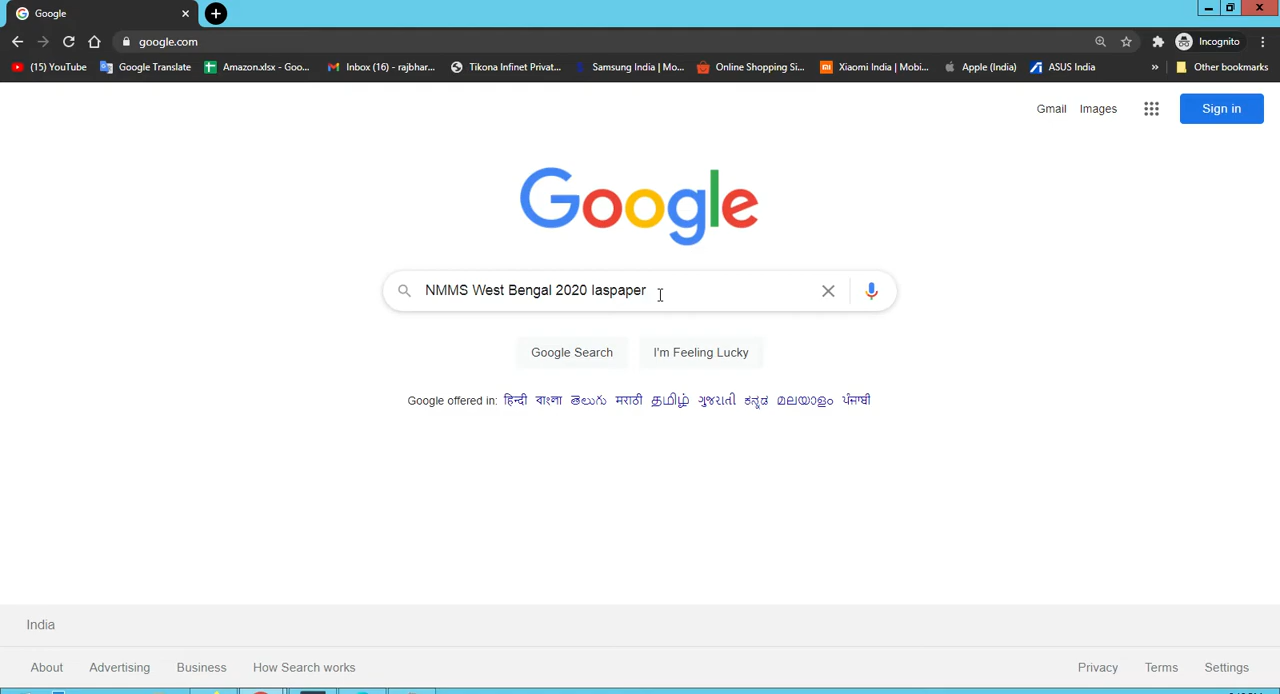 Google
google.com
Incognito
(15) YouTube
Google Translate
Amazon.xlsx - Goo...
Inbox (16) - rajbhar...
Tikona Infinet Privat...
Samsung India | Mo...
Online Shopping Si...
Xiaomi India | Mobi...
Apple (India)
ASUS India
»
Other bookmarks
Gmail
Images
Sign in
Google
NMMS West Bengal 2020 laspaper
Google Search
I'm Feeling Lucky
Google offered in: हिन्दी বাংলা తెలుగు मराठी தமிழ் ગુજરાતી ಕನ್ನಡ മലയാളം ਪੰਜਾਬੀ
India
About
Advertising
Business
How Search works
Privacy
Terms
Settings